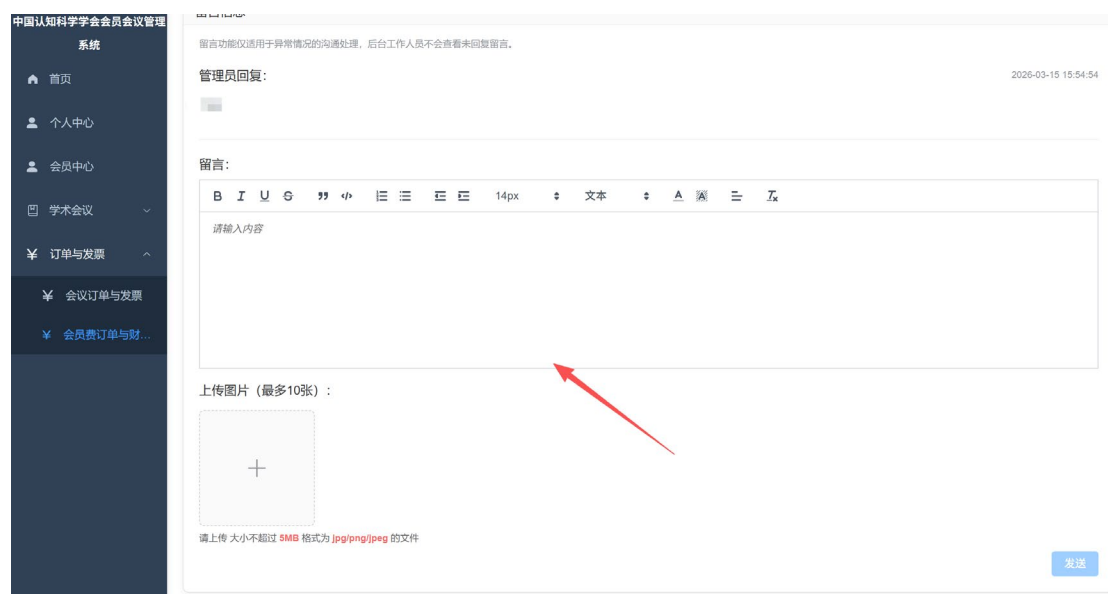 中国认知科学学会会员会议管理
系统
首页
个人中心
会员中心
学术会议
订单与发票
会议订单与发票
会员费订单与财...
留言信息
留言功能仅适用于异常情况的沟通处理，后台工作人员不会查看未回复留言。
管理员回复：
2026-03-15 15:54:54
留言：
14px
文本
请输入内容
上传图片（最多10张）：
请上传 大小不超过 5MB 格式为 jpg/png/jpeg 的文件
发送